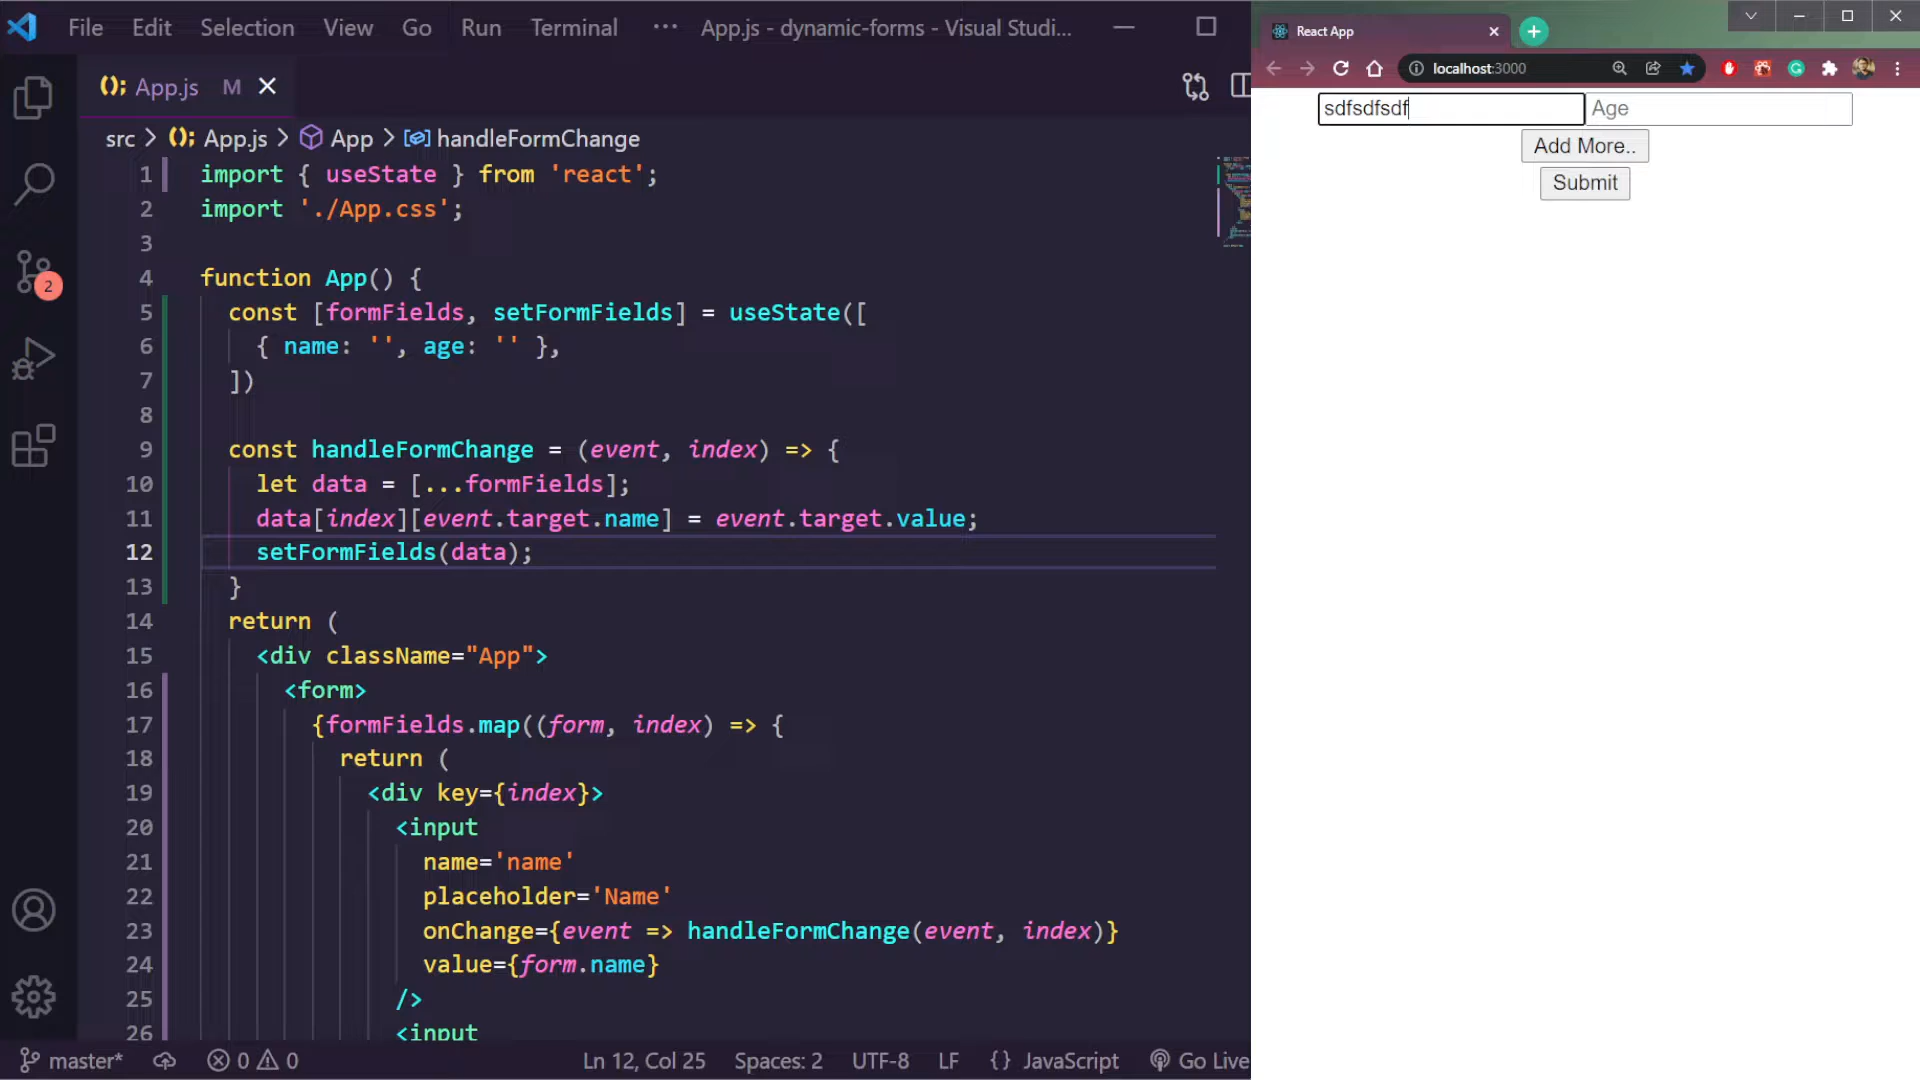 File Edit Selection View Go Run Terminal ··· App.js - dynamic-forms - Visual Studi...
App.js M
src > App.js > App > handleFormChange
1 import { useState } from 'react';
2 import './App.css';
3
4 function App() {
5 const [formFields, setFormFields] = useState([
6 { name: '', age: '' },
7 ])
8
9 const handleFormChange = (event, index) => {
10 let data = [...formFields];
11 data[index][event.target.name] = event.target.value;
12 setFormFields(data);
13 }
14 return (
15 <div className="App">
16 <form>
17 {formFields.map((form, index) => {
18 return (
19 <div key={index}>
20 <input
21 name='name'
22 placeholder='Name'
23 onChange={event => handleFormChange(event, index)}
24 value={form.name}
25 />
26 <input
2
master* 0 0 Ln 12, Col 25 Spaces: 2 UTF-8 LF {} JavaScript Go Live
React App
localhost:3000
sdfsdfsdf Age
Add More..
Submit